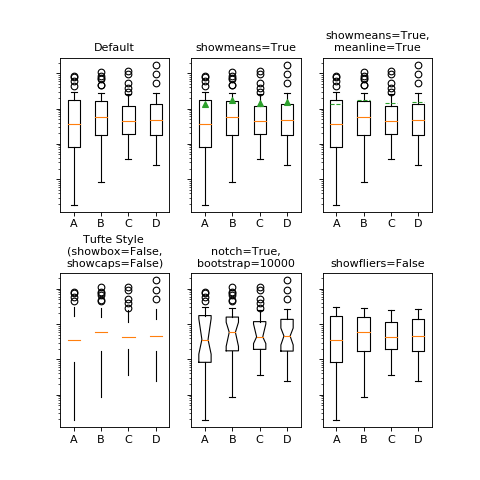 Default
showmeans=True
showmeans=True,
meanline=True
A B C D
A B C D
A B C D
Tufte Style
(showbox=False,
showcaps=False)
notch=True,
bootstrap=10000
showfliers=False
A B C D
A B C D
A B C D